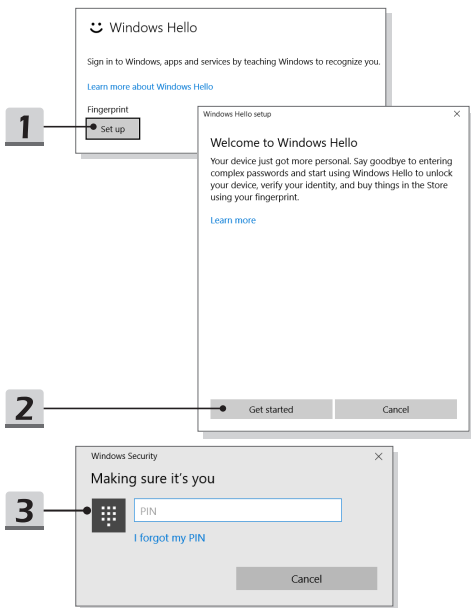 Windows Hello
Sign in to Windows, apps and services by teaching Windows to recognize you.
Learn more about Windows Hello
Fingerprint
1
Set up
Windows Hello setup
Welcome to Windows Hello
Your device just got more personal. Say goodbye to entering
complex passwords and start using Windows Hello to unlock
your device, verify your identity, and buy things in the Store
using your fingerprint.
Learn more
2
Get started
Cancel
Windows Security
Making sure it's you
3
PIN
I forgot my PIN
Cancel